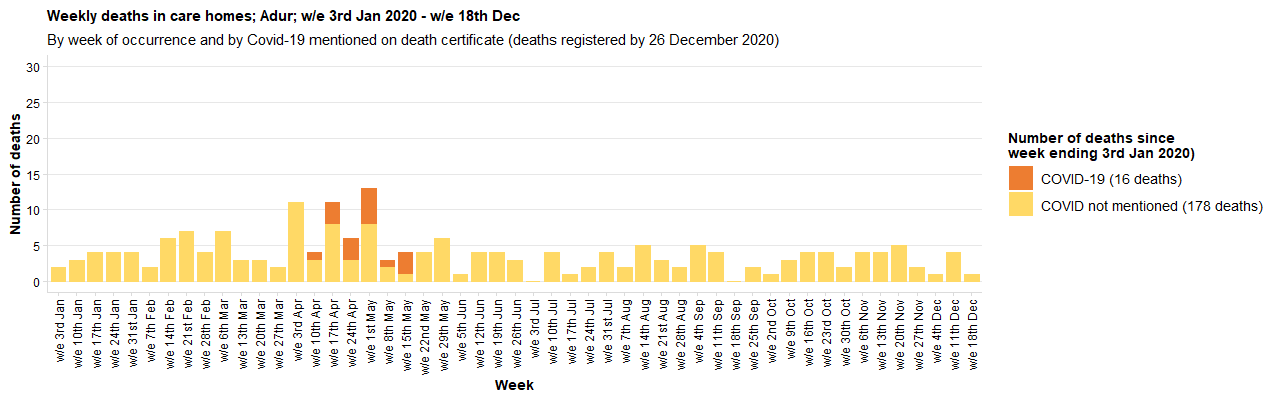 Weekly deaths in care homes; Adur; w/e 3rd Jan 2020 - w/e 18th Dec
By week of occurrence and by Covid-19 mentioned on death certificate (deaths registered by 26 December 2020)
Number of deaths
30
25
20
15
10
5
0
w/e 3rd Jan
w/e 10th Jan
w/e 17th Jan
w/e 24th Jan
w/e 31st Jan
w/e 7th Feb
w/e 14th Feb
w/e 21st Feb
w/e 28th Feb
w/e 6th Mar
w/e 13th Mar
w/e 20th Mar
w/e 27th Mar
w/e 3rd Apr
w/e 10th Apr
w/e 17th Apr
w/e 24th Apr
w/e 1st May
w/e 8th May
w/e 15th May
w/e 22nd May
w/e 29th May
w/e 5th Jun
w/e 12th Jun
w/e 19th Jun
w/e 26th Jun
w/e 3rd Jul
w/e 10th Jul
w/e 17th Jul
w/e 24th Jul
w/e 31st Jul
w/e 7th Aug
w/e 14th Aug
w/e 21st Aug
w/e 28th Aug
w/e 4th Sep
w/e 11th Sep
w/e 18th Sep
w/e 25th Sep
w/e 2nd Oct
w/e 9th Oct
w/e 16th Oct
w/e 23rd Oct
w/e 30th Oct
w/e 6th Nov
w/e 13th Nov
w/e 20th Nov
w/e 27th Nov
w/e 4th Dec
w/e 11th Dec
w/e 18th Dec
Week
Number of deaths since
week ending 3rd Jan 2020)
COVID-19 (16 deaths)
COVID not mentioned (178 deaths)